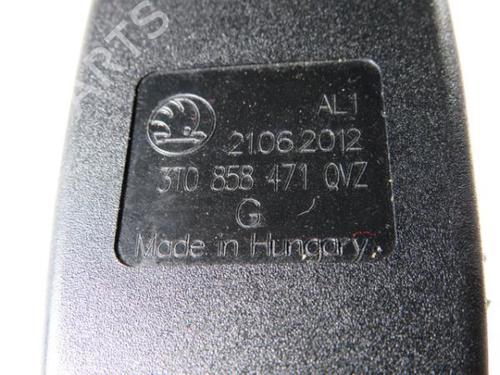 AL1
21.06.2012
3T0 858 471 QVZ
G
Made in Hungary